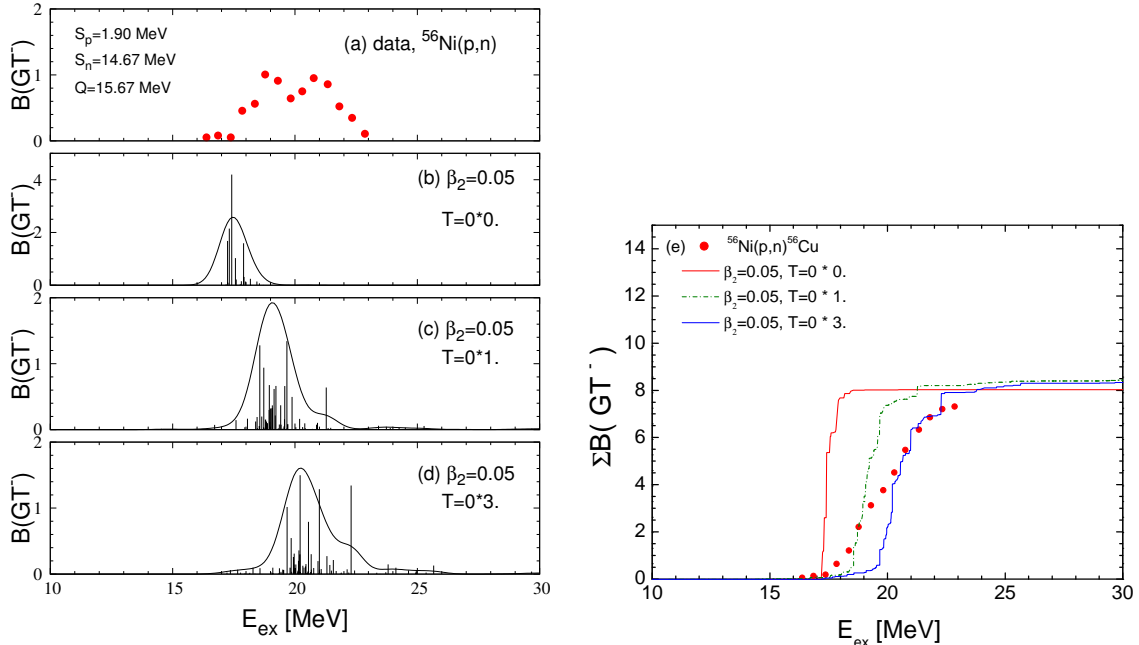 2
1
0
B(GT⁻)
S_p=1.90 MeV
S_n=14.67 MeV
Q=15.67 MeV
(a) data, ⁵⁶Ni(p,n)
4
2
0
B(GT⁻)
(b) β₂=0.05
T=0*0.
2
1
0
B(GT⁻)
(c) β₂=0.05
T=0*1.
2
1
0
B(GT⁻)
(d) β₂=0.05
T=0*3.
10 15 20 25 30
E_ex [MeV]
14
12
10
8
6
4
2
0
ΣB( GT⁻ )
(e) ⁵⁶Ni(p,n)⁵⁶Cu
β₂=0.05, T=0 * 0.
β₂=0.05, T=0 * 1.
β₂=0.05, T=0 * 3.
10 15 20 25 30
E_ex [MeV]